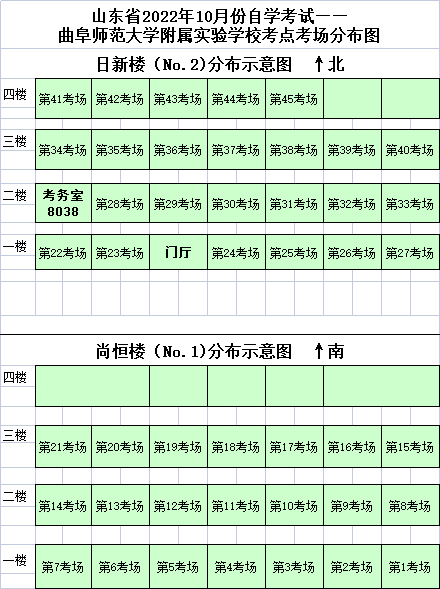 山东省2022年10月份自学考试——
曲阜师范大学附属实验学校考点考场分布图
日新楼（No.2)分布示意图 ↑北
四楼 第41考场 第42考场 第43考场 第44考场 第45考场
三楼 第34考场 第35考场 第36考场 第37考场 第38考场 第39考场 第40考场
二楼 考务室 8038 第28考场 第29考场 第30考场 第31考场 第32考场 第33考场
一楼 第22考场 第23考场 门厅 第24考场 第25考场 第26考场 第27考场
尚恒楼（No.1)分布示意图 ↑南
四楼
三楼 第21考场 第20考场 第19考场 第18考场 第17考场 第16考场 第15考场
二楼 第14考场 第13考场 第12考场 第11考场 第10考场 第9考场 第8考场
一楼 第7考场 第6考场 第5考场 第4考场 第3考场 第2考场 第1考场